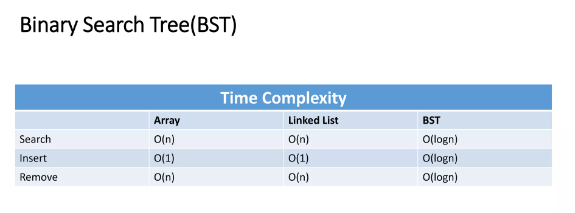 Binary Search Tree(BST)
Time Complexity
Array Linked List BST
Search O(n) O(n) O(logn)
Insert O(1) O(1) O(logn)
Remove O(n) O(n) O(logn)